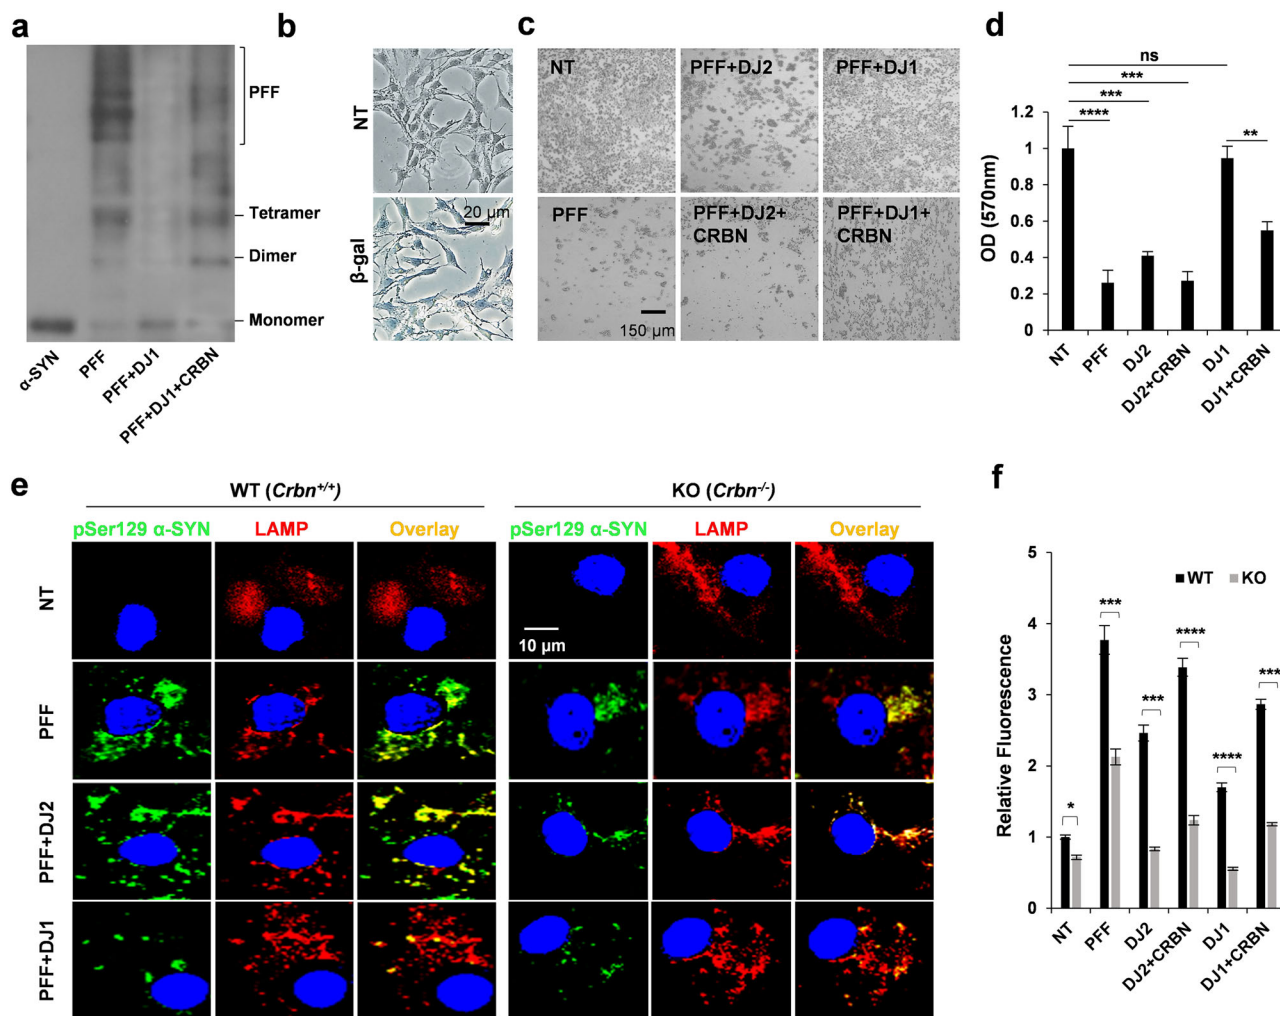 a
PFF
Tetramer
Dimer
Monomer
α-SYN
PFF
PFF+DJ1
PFF+DJ1+CRBN
b
NT
β-gal
20 µm
c
NT
PFF+DJ2
PFF+DJ1
PFF
PFF+DJ2+
CRBN
PFF+DJ1+
CRBN
150 µm
d
ns
***
***
****
**
OD (570nm)
1.2
1
0.8
0.6
0.4
0.2
0
NT
PFF
DJ2
DJ2+CRBN
DJ1
DJ1+CRBN
e
WT (Crbn+/+)
KO (Crbn-/-)
pSer129 α-SYN
LAMP
Overlay
pSer129 α-SYN
LAMP
Overlay
NT
PFF
PFF+DJ2
PFF+DJ1
10 µm
f
Relative Fluorescence
5
4
3
2
1
0
WT
KO
*
***
***
****
****
***
NT
PFF
DJ2
DJ2+CRBN
DJ1
DJ1+CRBN